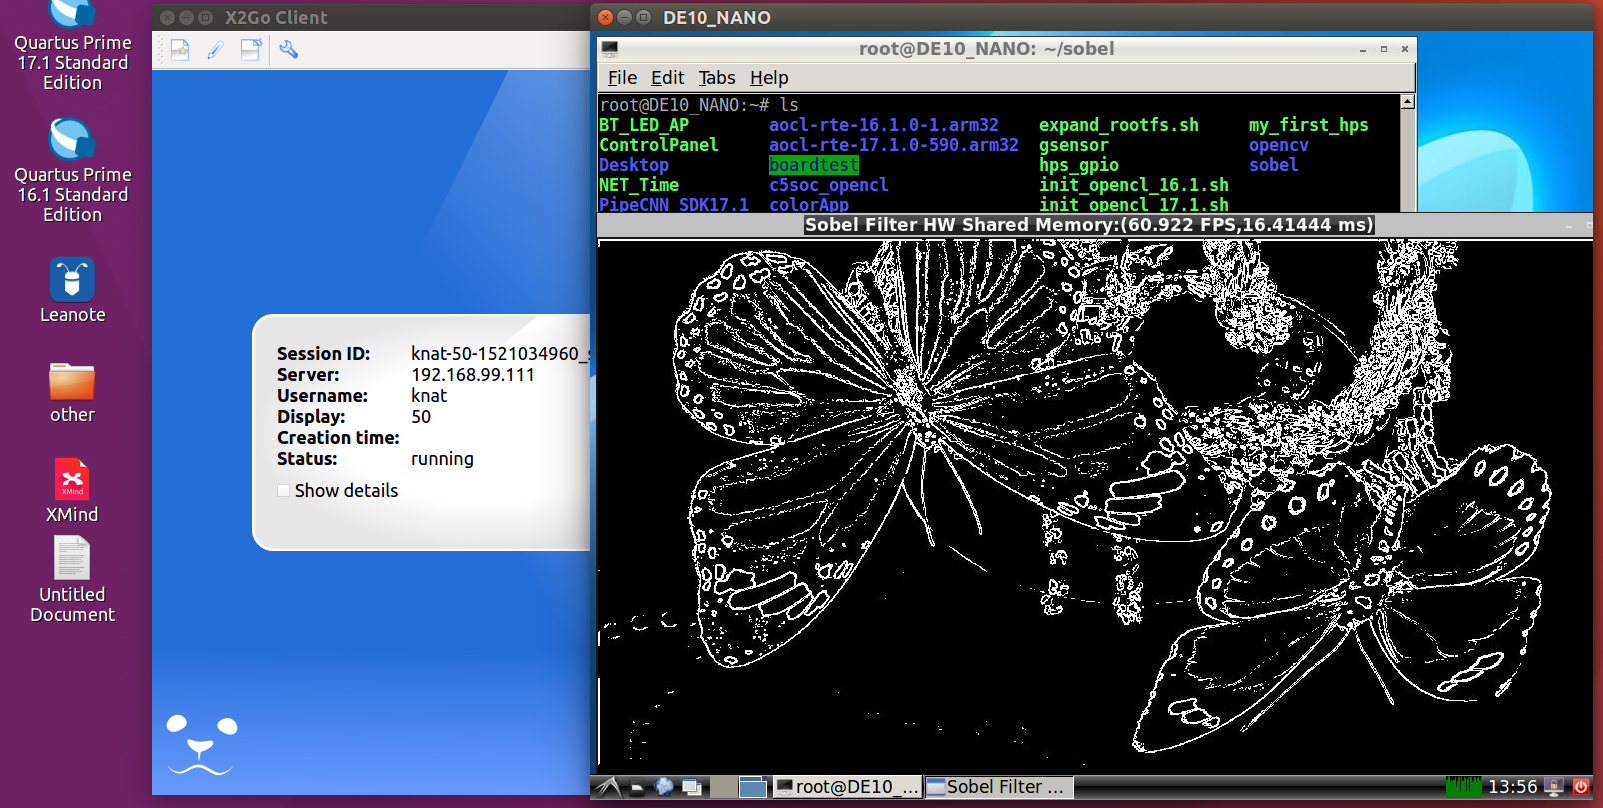 Quartus Prime
17.1 Standard
Edition
Quartus Prime
16.1 Standard
Edition
Leanote
other
XMind
XMind
Untitled
Document
X2Go Client
Session ID: knat-50-1521034960_s
Server: 192.168.99.111
Username: knat
Display: 50
Creation time:
Status: running
Show details
DE10_NANO
root@DE10_NANO: ~/sobel
File Edit Tabs Help
root@DE10_NANO:~# ls
BT_LED_AP aocl-rte-16.1.0-1.arm32 expand_rootfs.sh my_first_hps
ControlPanel aocl-rte-17.1.0-590.arm32 gsensor opencv
Desktop boardtest hps_gpio sobel
NET_Time c5soc_opencl init_opencl_16.1.sh
PipeCNN_SDK17.1 colorApp init_opencl_17.1.sh
Sobel Filter HW Shared Memory:(60.922 FPS,16.41444 ms)
root@DE10_... Sobel Filter ... 13:56